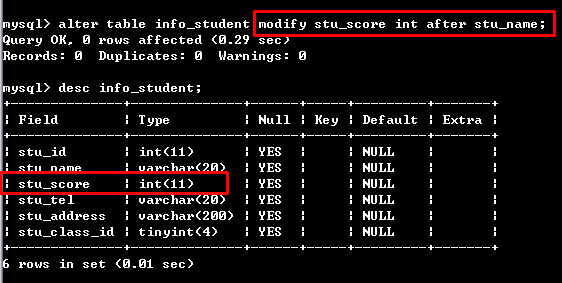 mysql> alter table info_student modify stu_score int after stu_name;
Query OK, 0 rows affected (0.29 sec)
Records: 0  Duplicates: 0  Warnings: 0
mysql> desc info_student;
+--------------+--------------+------+-----+---------+-------+
| Field        | Type         | Null | Key | Default | Extra |
+--------------+--------------+------+-----+---------+-------+
| stu_id       | int(11)      | YES  |     | NULL    |       |
| stu_name     | varchar(20)  | YES  |     | NULL    |       |
| stu_score    | int(11)      | YES  |     | NULL    |       |
| stu_tel      | varchar(20)  | YES  |     | NULL    |       |
| stu_address  | varchar(200) | YES  |     | NULL    |       |
| stu_class_id | tinyint(4)   | YES  |     | NULL    |       |
+--------------+--------------+------+-----+---------+-------+
6 rows in set (0.01 sec)